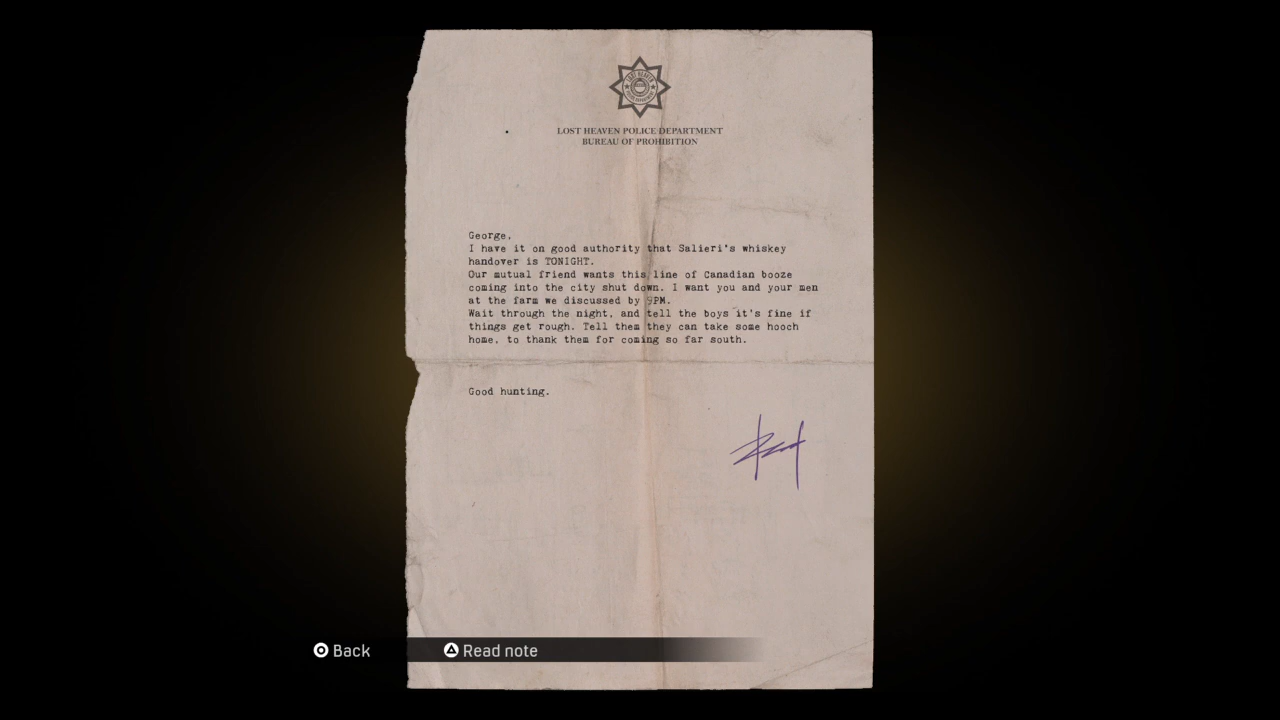 LOST HEAVEN
LOST HEAVEN POLICE DEPARTMENT
BUREAU OF PROHIBITION
George,
I have it on good authority that Salieri's whiskey
handover is TONIGHT.
Our mutual friend wants this line of Canadian booze
coming into the city shut down. I want you and your men
at the farm we discussed by 9PM.
Wait through the night, and tell the boys it's fine if
things get rough. Tell them they can take some hooch
home, to thank them for coming so far south.
Good hunting.
Back
Read note